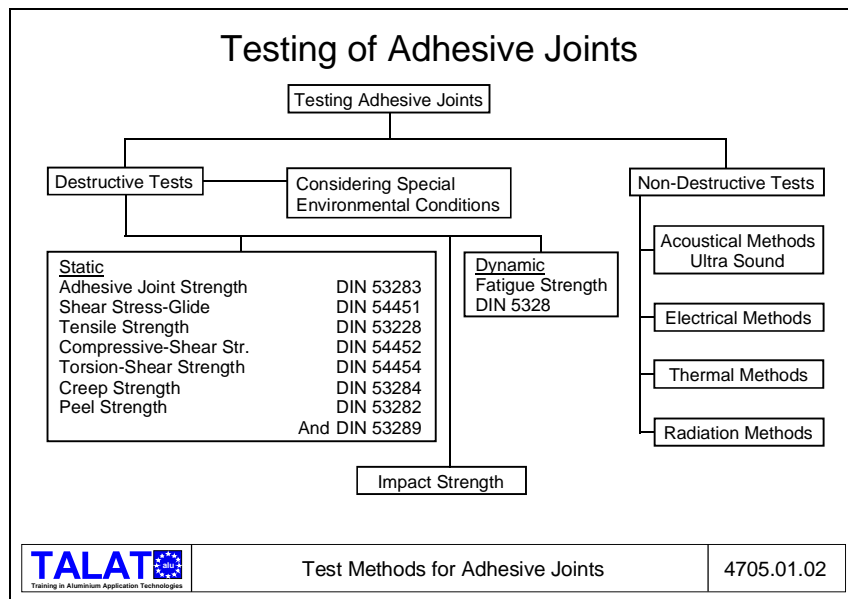 Testing of Adhesive Joints
Testing Adhesive Joints
Destructive Tests
Considering Special
Environmental Conditions
Non-Destructive Tests
Static
Adhesive Joint Strength DIN 53283
Shear Stress-Glide DIN 54451
Tensile Strength DIN 53228
Compressive-Shear Str. DIN 54452
Torsion-Shear Strength DIN 54454
Creep Strength DIN 53284
Peel Strength DIN 53282
And DIN 53289
Dynamic
Fatigue Strength
DIN 5328
Impact Strength
Acoustical Methods
Ultra Sound
Electrical Methods
Thermal Methods
Radiation Methods
TALAT alu
Training in Aluminium Application Technologies
Test Methods for Adhesive Joints
4705.01.02